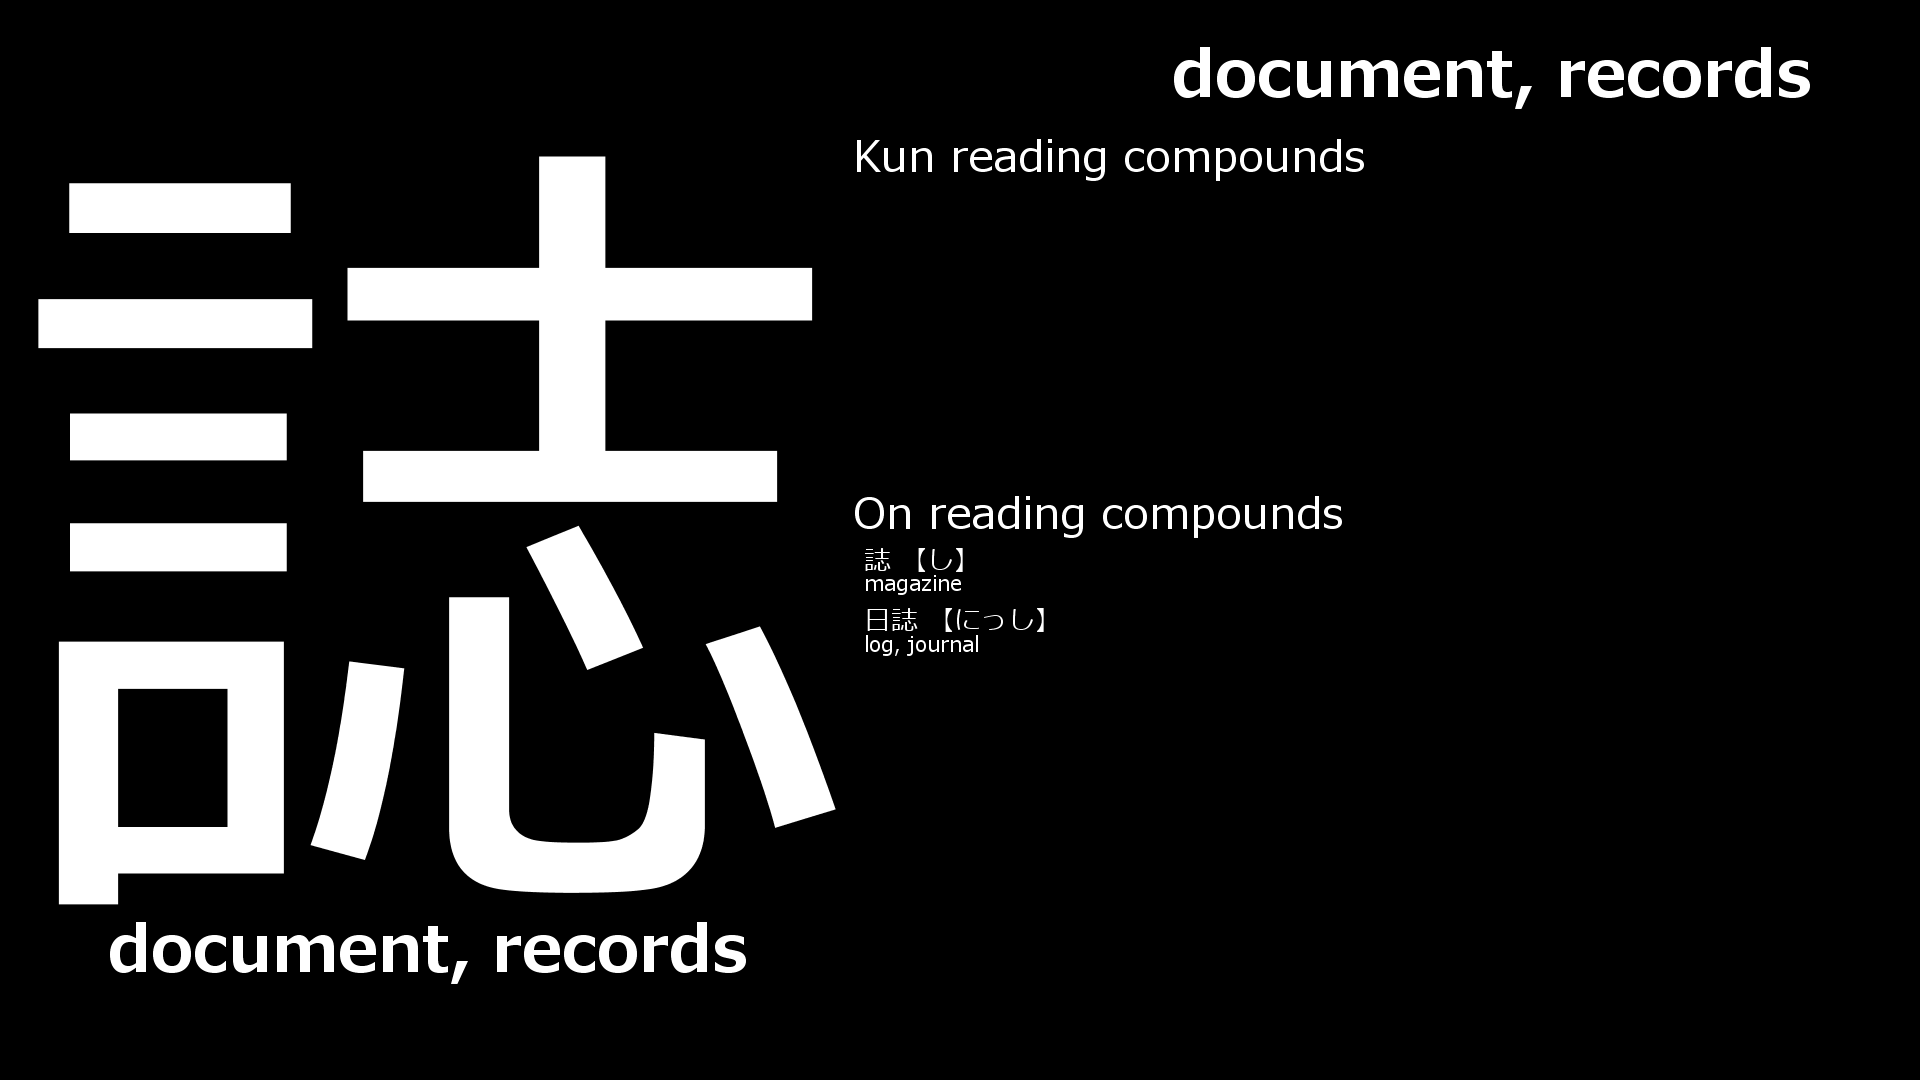 誌
document, records
document, records
Kun reading compounds
On reading compounds
誌 【し】
magazine
日誌 【にっし】
log, journal